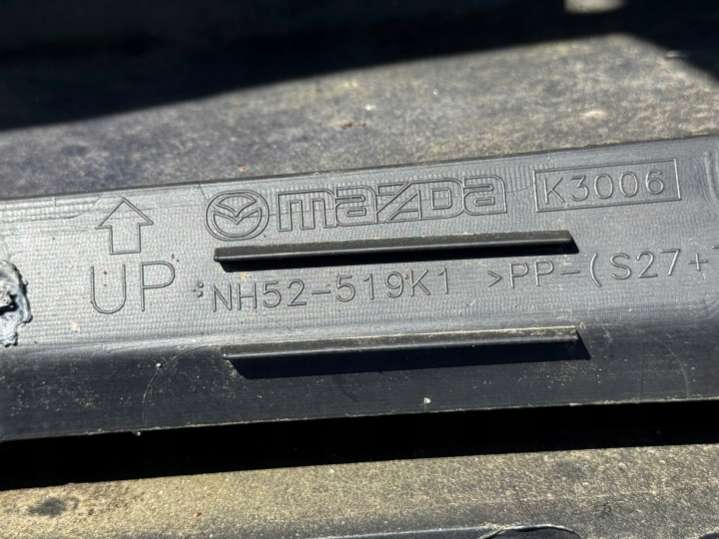 mazda K3006
UP NH52-519K1 >PP-(S27+